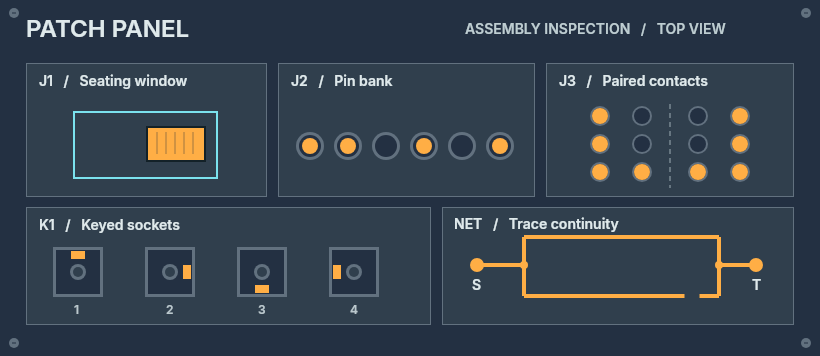 PATCH PANEL
ASSEMBLY INSPECTION / TOP VIEW
J1 / Seating window
J2 / Pin bank
J3 / Paired contacts
K1 / Keyed sockets
1 2 3 4
NET / Trace continuity
S T